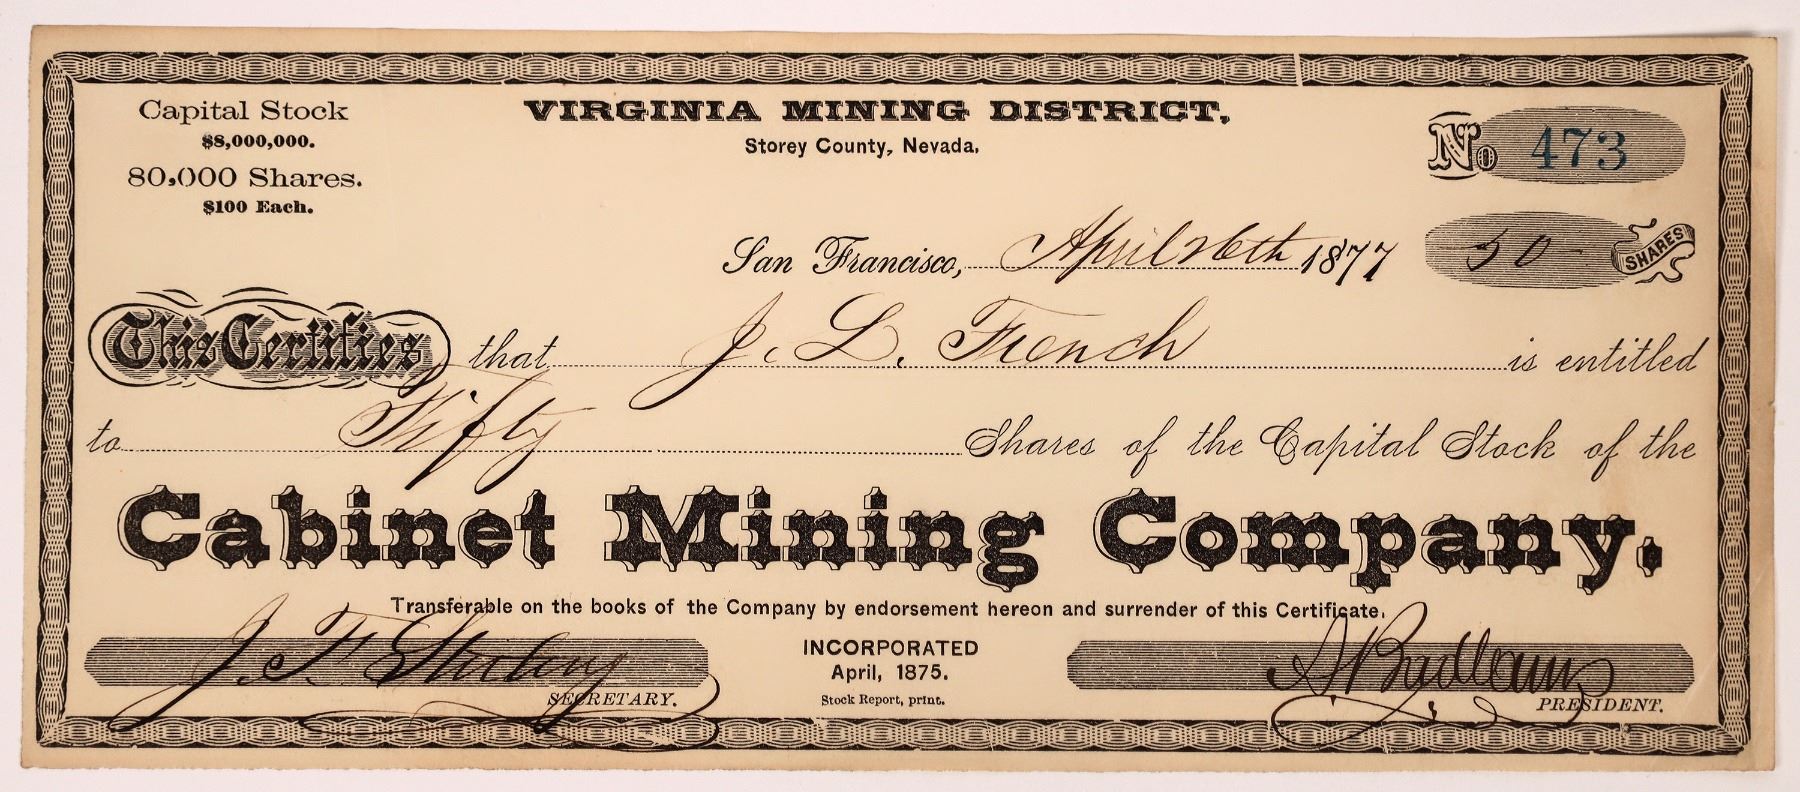 Capital Stock
$8,000,000.
80,000 Shares.
$100 Each.
VIRGINIA MINING DISTRICT,
Storey County, Nevada.
No 473
San Francisco, April 26th 1877
50 SHARES
This Certifies that J. L. French is entitled
to Fifty Shares of the Capital Stock of the
Cabinet Mining Company.
Transferable on the books of the Company by endorsement hereon and surrender of this Certificate.
J. F.
SECRETARY.
INCORPORATED
April, 1875.
Stock Report, print.
PRESIDENT.